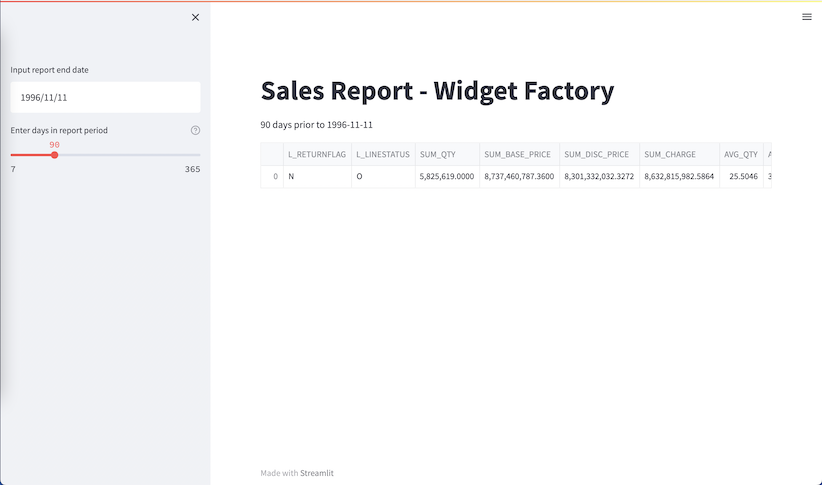 Input report end date
1996/11/11
Enter days in report period
90
7 365
Sales Report - Widget Factory
90 days prior to 1996-11-11
L_RETURNFLAG L_LINESTATUS SUM_QTY SUM_BASE_PRICE SUM_DISC_PRICE SUM_CHARGE AVG_QTY
0 N O 5,825,619.0000 8,737,460,787.3600 8,301,332,032.3272 8,632,815,982.5864 25.5046
Made with Streamlit